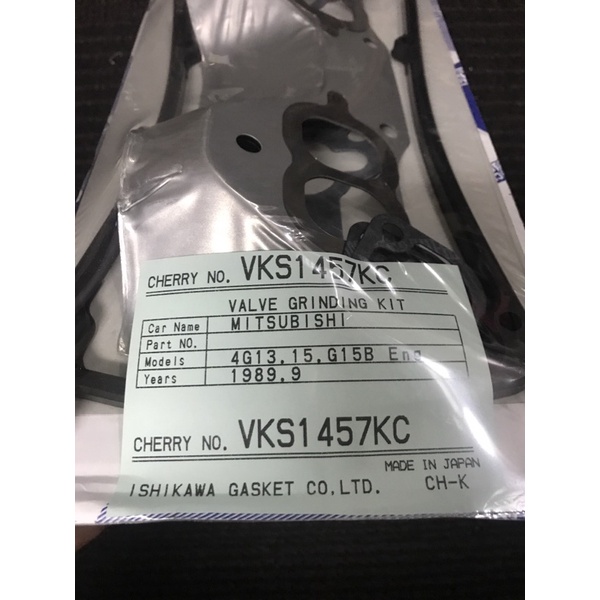 CHERRY NO. VKS1457KC
VALVE GRINDING KIT
Car Name MITSUBISHI
Part NO.
Models 4G13,15,G15B Eng
Years 1989,9
CHERRY NO. VKS1457KC
MADE IN JAPAN
ISHIKAWA GASKET CO,LTD. CH-K